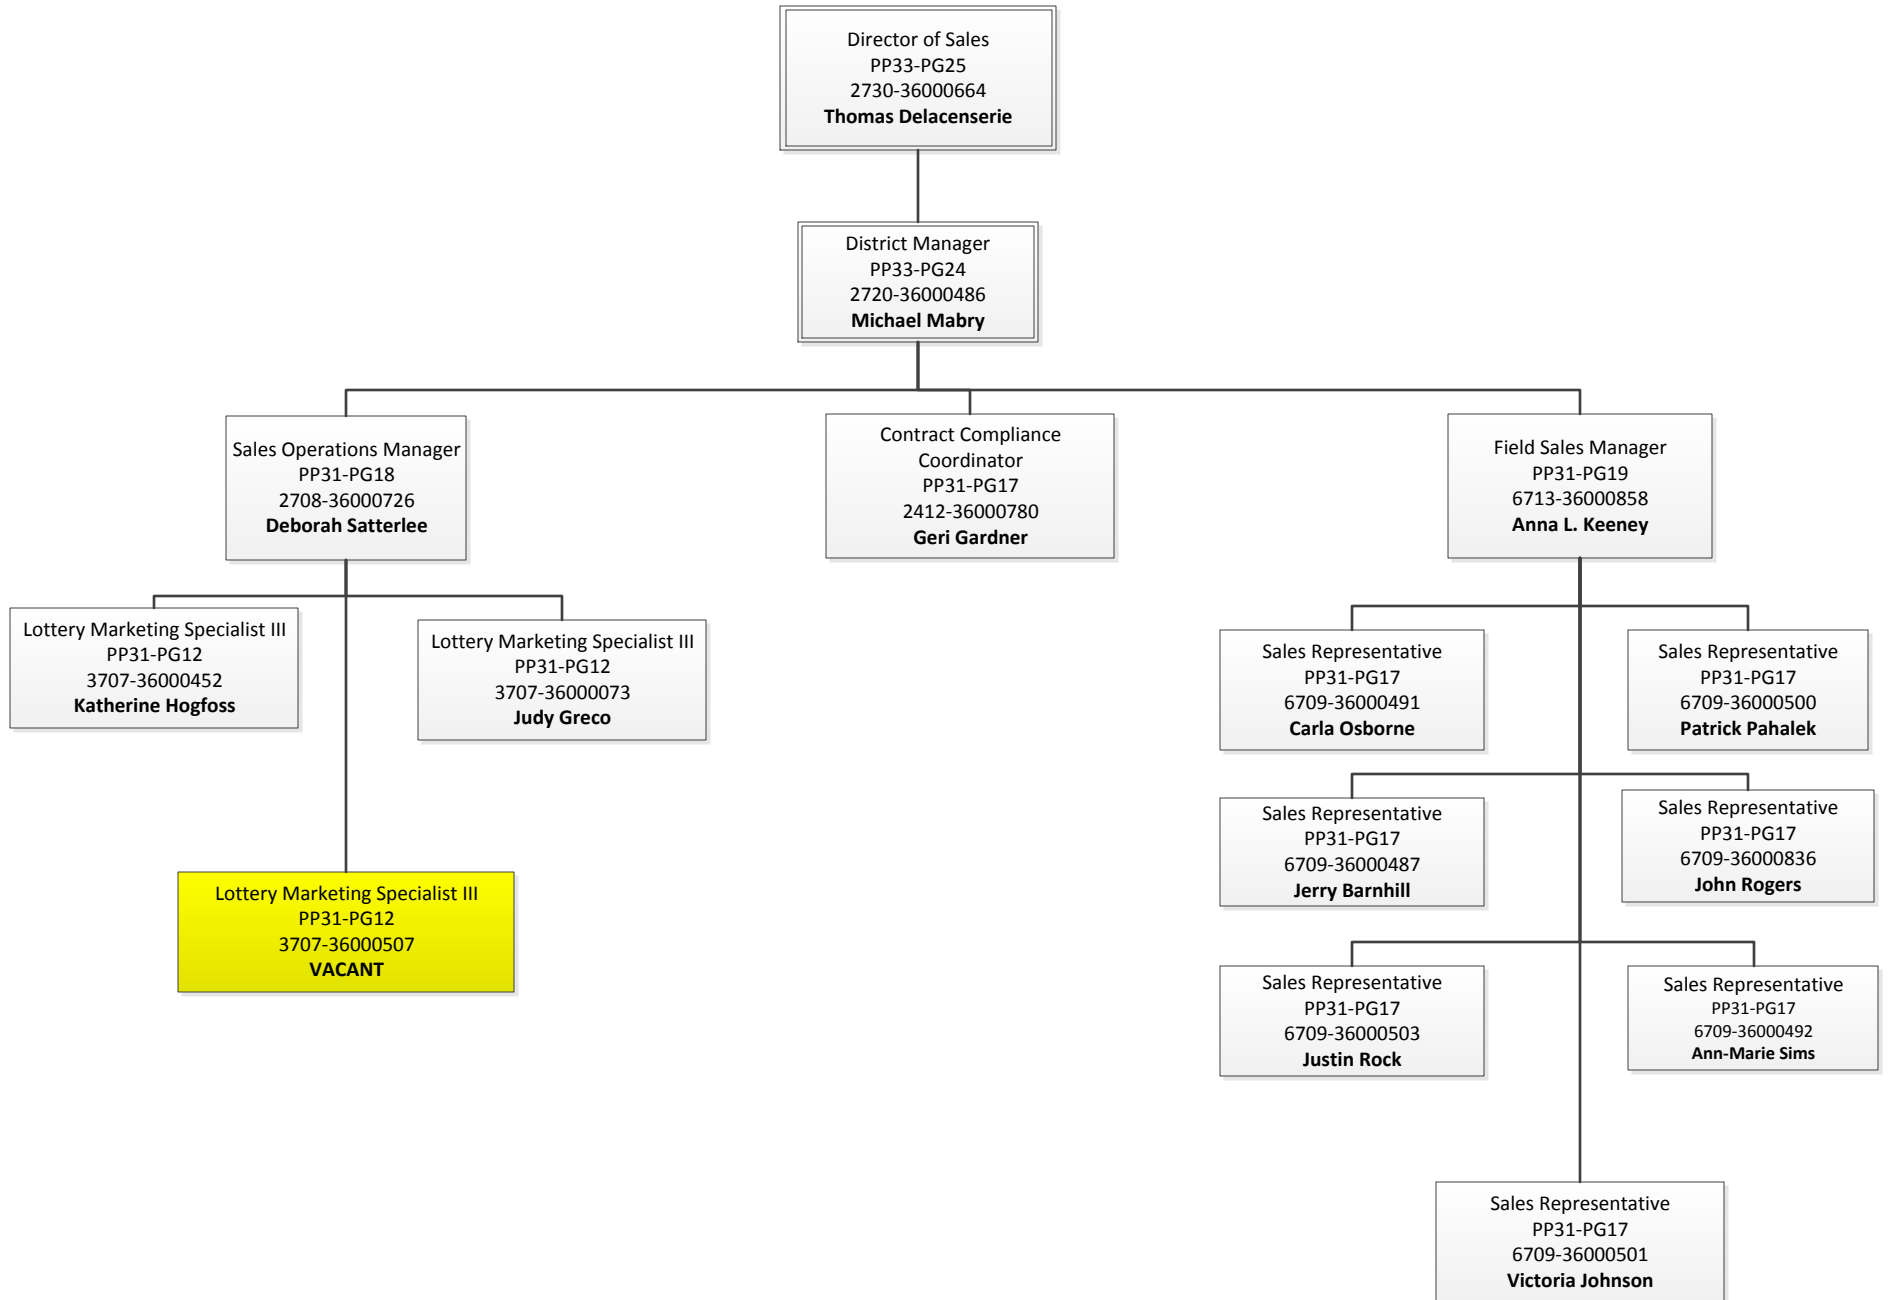 Director of Sales
PP33-PG25
2730-36000664
Thomas Delacenserie
District Manager
PP33-PG24
2720-36000486
Michael Mabry
Sales Operations Manager
PP31-PG18
2708-36000726
Deborah Satterlee
Contract Compliance
Coordinator
PP31-PG17
2412-36000780
Geri Gardner
Field Sales Manager
PP31-PG19
6713-36000858
Anna L. Keeney
Lottery Marketing Specialist III
PP31-PG12
3707-36000452
Katherine Hogfoss
Lottery Marketing Specialist III
PP31-PG12
3707-36000073
Judy Greco
Lottery Marketing Specialist III
PP31-PG12
3707-36000507
VACANT
Sales Representative
PP31-PG17
6709-36000491
Carla Osborne
Sales Representative
PP31-PG17
6709-36000500
Patrick Pahalek
Sales Representative
PP31-PG17
6709-36000487
Jerry Barnhill
Sales Representative
PP31-PG17
6709-36000836
John Rogers
Sales Representative
PP31-PG17
6709-36000503
Justin Rock
Sales Representative
PP31-PG17
6709-36000492
Ann-Marie Sims
Sales Representative
PP31-PG17
6709-36000501
Victoria Johnson